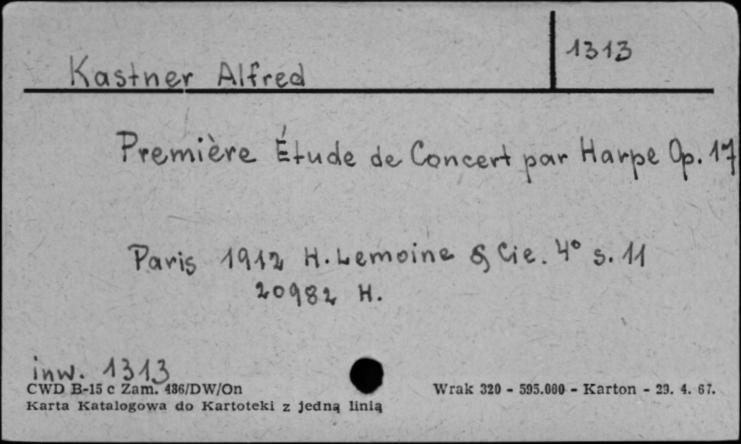 1313
Kastner Alfred
Première Étude de Concert par Harpe Op. 17
Paris 1912 H. Lemoine & Cie. 4° s. 11
20982 H.
inw. 1313
CWD B-15 c Zam. 486/DW/On Wrak 320 - 595.000 - Karton - 29. 4. 67.
Karta Katalogowa do Kartoteki z jedną linią